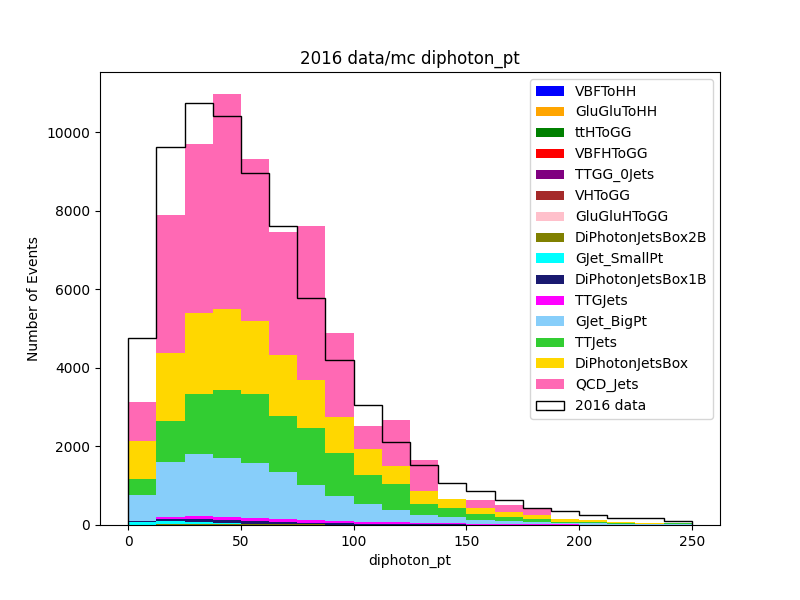 2016 data/mc diphoton_pt
Number of Events
10000
8000
6000
4000
2000
0
0
50
100
150
200
250
diphoton_pt
VBFToHH
GluGluToHH
ttHToGG
VBFHToGG
TTGG_0Jets
VHToGG
GluGluHToGG
DiPhotonJetsBox2B
GJet_SmallPt
DiPhotonJetsBox1B
TTGJets
GJet_BigPt
TTJets
DiPhotonJetsBox
QCD_Jets
2016 data